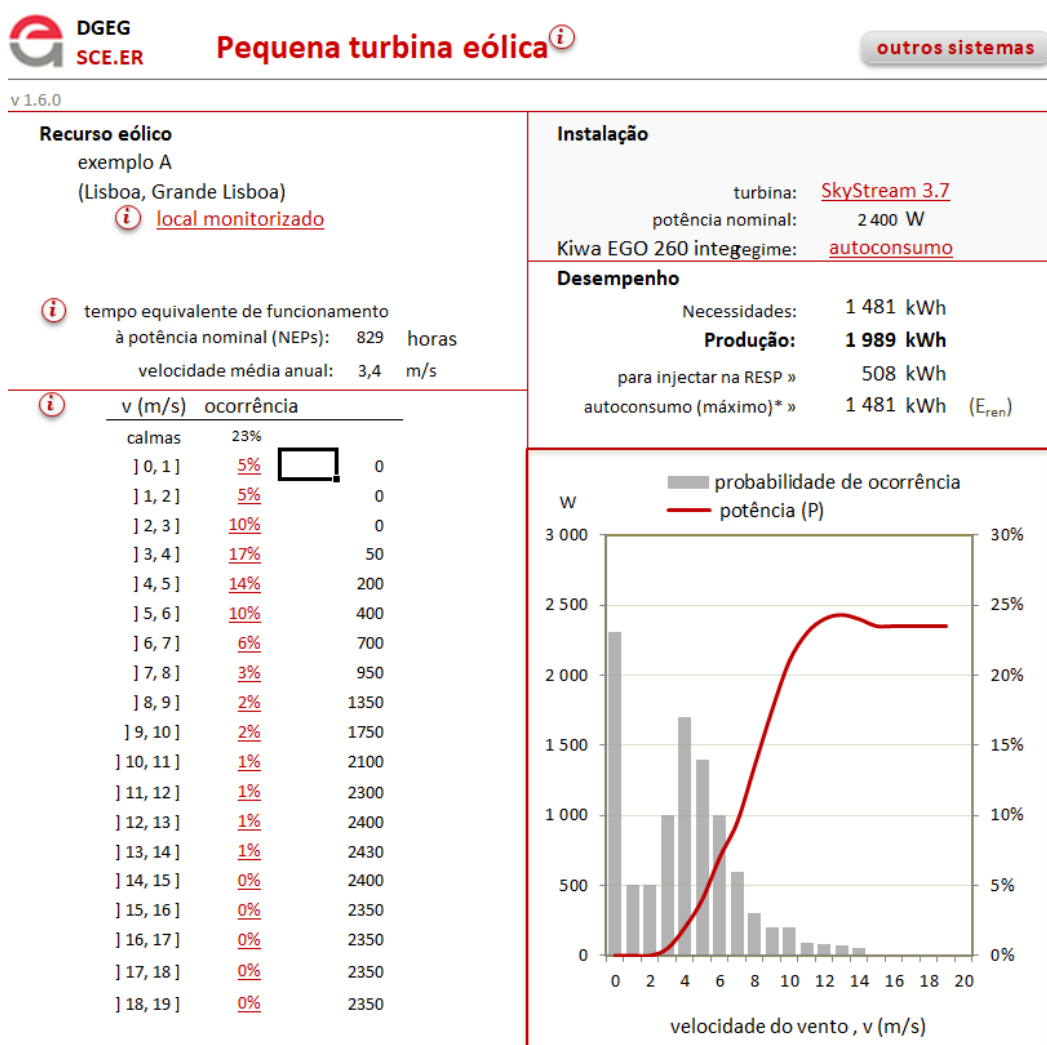 DGEG
SCE.ER
Pequena turbina eólica i
outros sistemas
v 1.6.0
Recurso eólico
exemplo A
(Lisboa, Grande Lisboa)
i local monitorizado
i tempo equivalente de funcionamento
à potência nominal (NEPs): 829 horas
velocidade média anual: 3,4 m/s
i v (m/s) ocorrência
calmas 23%
] 0, 1 ] 5% 0
] 1, 2 ] 5% 0
] 2, 3 ] 10% 0
] 3, 4 ] 17% 50
] 4, 5 ] 14% 200
] 5, 6 ] 10% 400
] 6, 7 ] 6% 700
] 7, 8 ] 3% 950
] 8, 9 ] 2% 1350
] 9, 10 ] 2% 1750
] 10, 11 ] 1% 2100
] 11, 12 ] 1% 2300
] 12, 13 ] 1% 2400
] 13, 14 ] 1% 2430
] 14, 15 ] 0% 2400
] 15, 16 ] 0% 2350
] 16, 17 ] 0% 2350
] 17, 18 ] 0% 2350
] 18, 19 ] 0% 2350
Instalação
turbina: SkyStream 3.7
potência nominal: 2 400 W
Kiwa EGO 260 integ regime: autoconsumo
Desempenho
Necessidades: 1 481 kWh
Produção: 1 989 kWh
para injectar na RESP » 508 kWh
autoconsumo (máximo)* » 1 481 kWh (Eren)
probabilidade de ocorrência
W
potência (P)
3 000 30%
2 500 25%
2 000 20%
1 500 15%
1 000 10%
500 5%
0 0%
0 2 4 6 8 10 12 14 16 18 20
velocidade do vento , v (m/s)